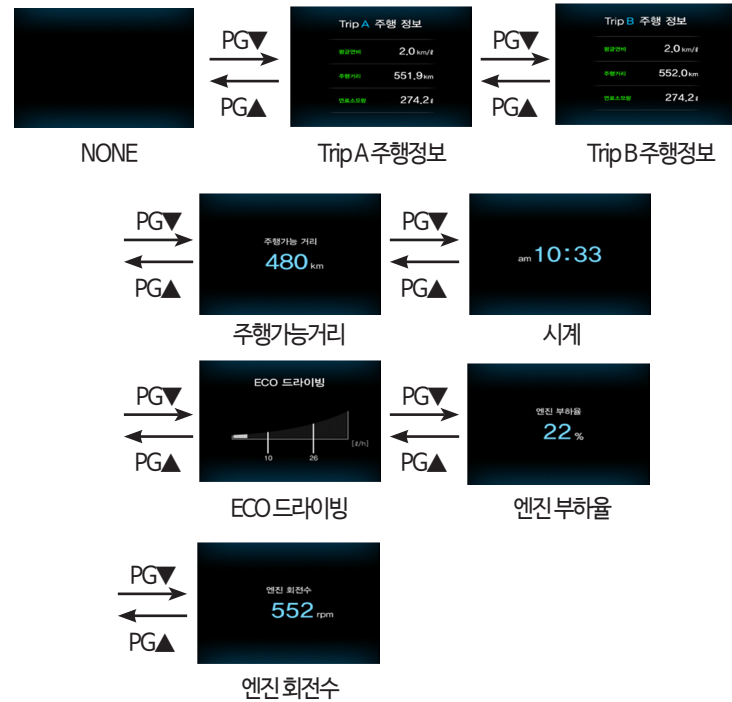 PG▼
PG▲
NONE
Trip A 주행 정보
평균연비 2,0 km/ℓ
주행거리 551,9 km
연료소모량 274,2 ℓ
Trip A 주행정보
PG▼
PG▲
Trip B 주행 정보
평균연비 2,0 km/ℓ
주행거리 552,0 km
연료소모량 274,2 ℓ
Trip B 주행정보
PG▼
PG▲
주행가능 거리
480 km
주행가능거리
PG▼
PG▲
am 10:33
시계
PG▼
PG▲
ECO 드라이빙
10 26 [ℓ/h]
ECO 드라이빙
PG▼
PG▲
엔진 부하율
22 %
엔진 부하율
PG▼
PG▲
엔진 회전수
552 rpm
엔진 회전수